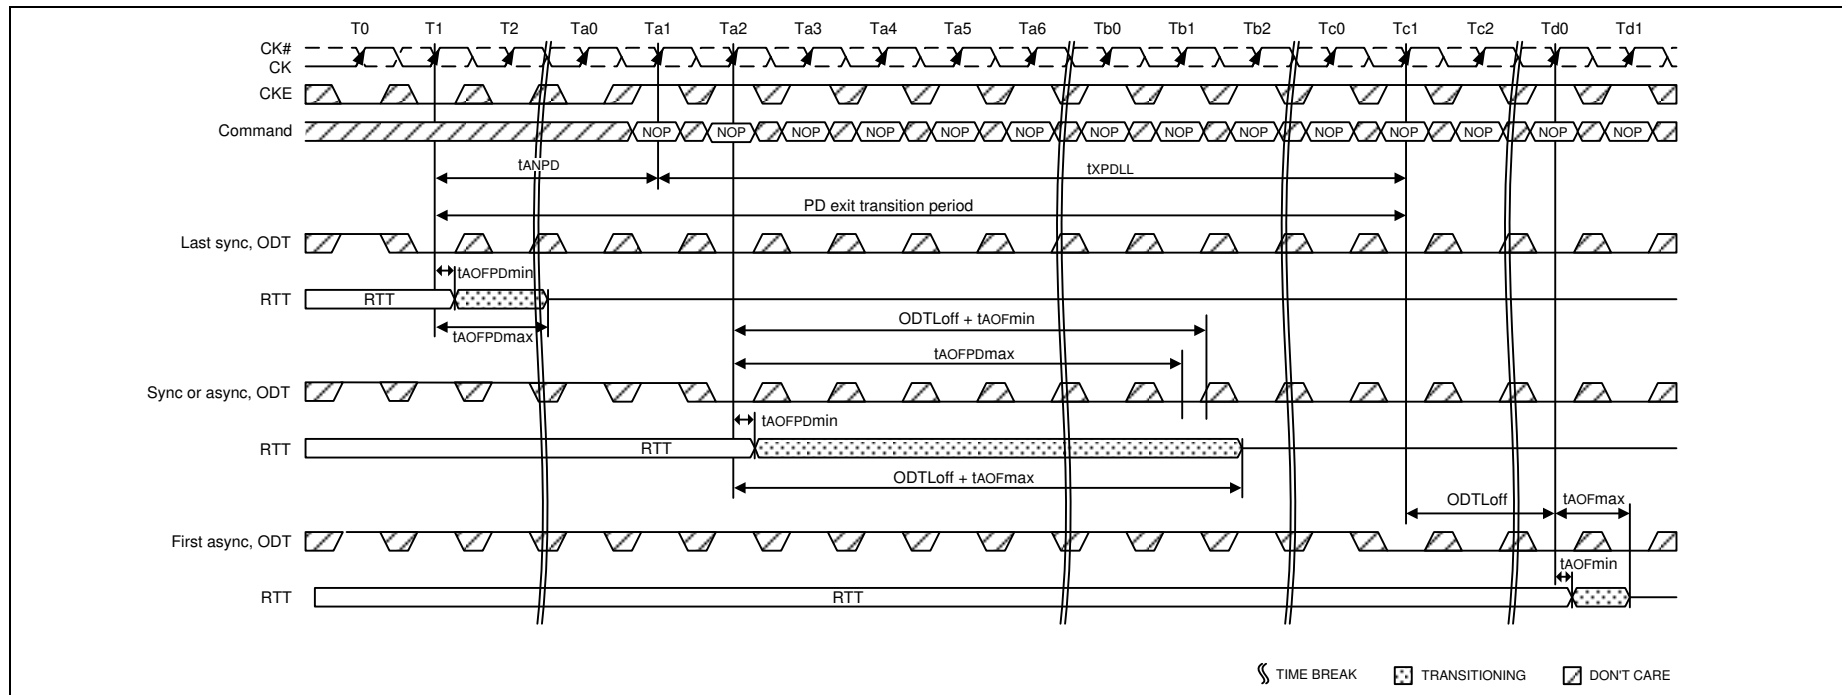 T0 T1 T2 Ta0 Ta1 Ta2 Ta3 Ta4 Ta5 Ta6 Tb0 Tb1 Tb2 Tc0 Tc1 Tc2 Td0 Td1
CK#
CK
CKE
Command NOP NOP NOP NOP NOP NOP NOP NOP NOP NOP NOP NOP NOP NOP
tANPD tXPDLL
PD exit transition period
Last sync, ODT
tAOFPDmin
RTT RTT
tAOFPDmax
ODTLoff + tAOFmin
tAOFPDmax
Sync or async, ODT
tAOFPDmin
RTT RTT
ODTLoff + tAOFmax
ODTLoff tAOFmax
First async, ODT
tAOFmin
RTT RTT
TIME BREAK TRANSITIONING DON'T CARE